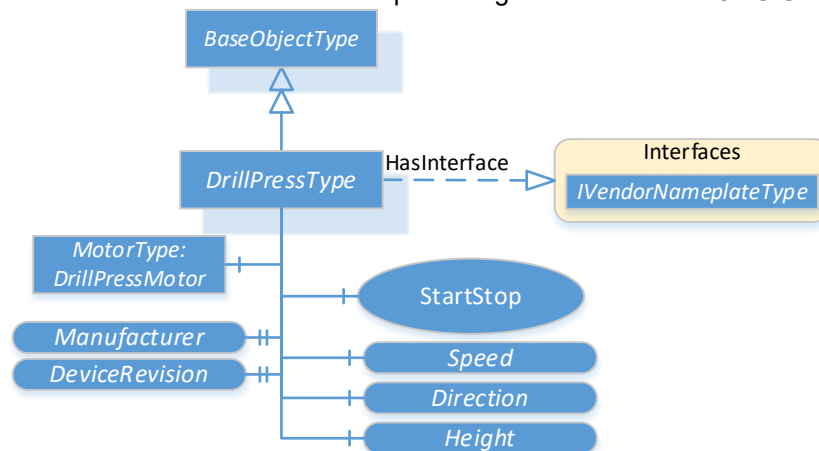 BaseObjectType
DrillPressType
HasInterface
Interfaces
IVendorNameplateType
MotorType:
DrillPressMotor
StartStop
Manufacturer
Speed
DeviceRevision
Direction
Height